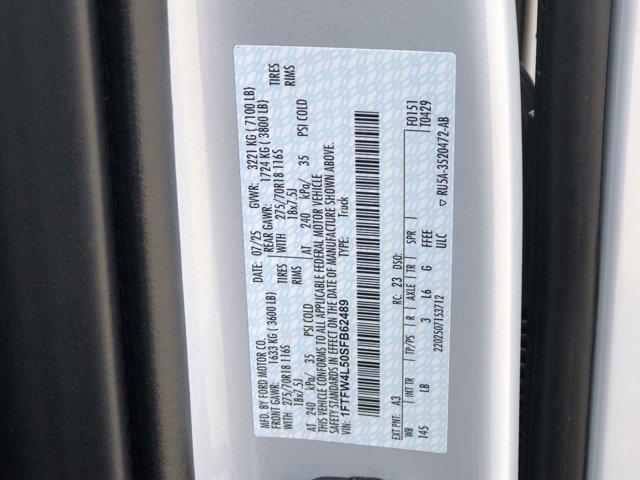 MFD. BY FORD MOTOR CO.
DATE: 07/25 GVWR: 3221 KG ( 7100 LB)
FRONT GAWR: 1633 KG ( 3600 LB) REAR GAWR: 1724 KG ( 3800 LB)
WITH 275/70R18 116S TIRES WITH 275/70R18 116S TIRES
18x7.5J RIMS 18x7.5J RIMS
AT 240 kPa/ 35 PSI COLD AT 240 kPa/ 35 PSI COLD
THIS VEHICLE CONFORMS TO ALL APPLICABLE FEDERAL MOTOR VEHICLE
SAFETY STANDARDS IN EFFECT ON THE DATE OF MANUFACTURE SHOWN ABOVE.
VIN: 1FTFW4L50SFB62489 TYPE: Truck
F0151
T0429
EXT PNT: A3 RC: 23 DSO:
WB INT TR TP/PS R AXLE TR SPR
145 LB 3 L6 G FFEE
2202507153712 ULC ▽ RU5A-3520472-AB